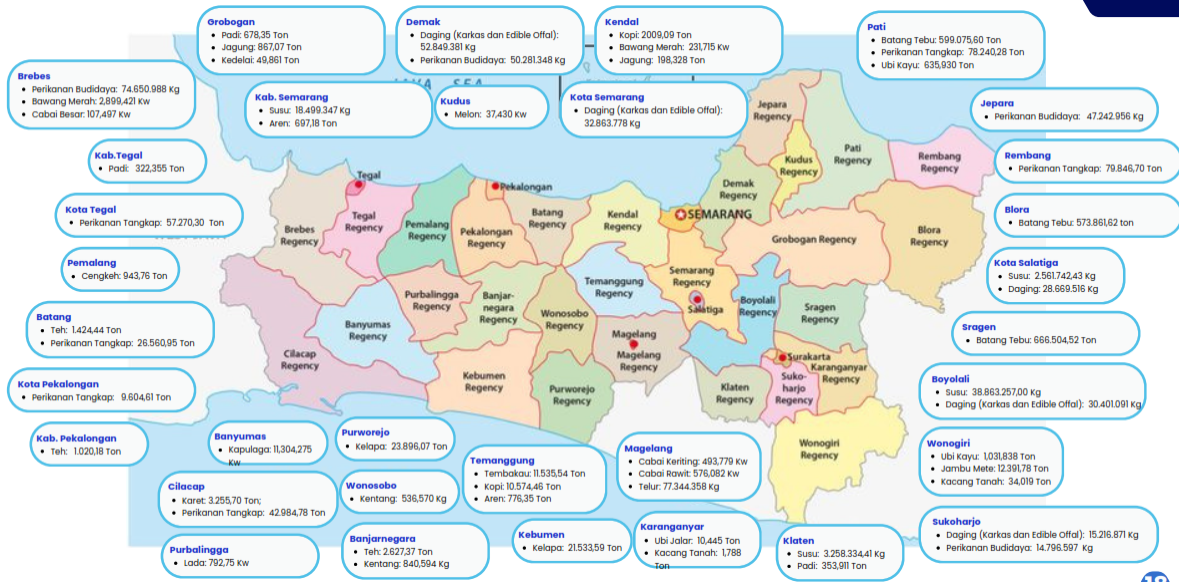 Grobogan
• Padi: 678,35 Ton
• Jagung: 867,07 Ton
• Kedelai: 49,861 Ton
Demak
• Daging (Karkas dan Edible Offal):
52.849.381 Kg
• Perikanan Budidaya: 50.281.348 Kg
Kendal
• Kopi: 2009,09 Ton
• Bawang Merah: 231,715 Kw
• Jagung: 198,328 Ton
Pati
• Batang Tebu: 599.075,60 Ton
• Perikanan Tangkap: 78.240,28 Ton
• Ubi Kayu: 635,930 Ton
Brebes
• Perikanan Budidaya: 74.650.988 Kg
• Bawang Merah: 2,899,421 Kw
• Cabai Besar: 107,497 Kw
Kab. Semarang
• Susu: 18.499.347 Kg
• Aren: 697,18 Ton
Kudus
• Melon: 37,430 Kw
Kota Semarang
• Daging (Karkas dan Edible Offal):
32.863.778 Kg
Jepara
• Perikanan Budidaya: 47.242.956 Kg
Kab.Tegal
• Padi: 322,355 Ton
Rembang
• Perikanan Tangkap: 79.846,70 Ton
Kota Tegal
• Perikanan Tangkap: 57.270,30 Ton
Blora
• Batang Tebu: 573.861,62 ton
Pemalang
• Cengkeh: 943,76 Ton
Kota Salatiga
• Susu: 2.561.742,43 Kg
• Daging: 28.669.516 Kg
Batang
• Teh: 1.424,44 Ton
• Perikanan Tangkap: 26.560,95 Ton
Sragen
• Batang Tebu: 666.504,52 Ton
Kota Pekalongan
• Perikanan Tangkap: 9.604,61 Ton
Boyolali
• Susu: 38.863.257,00 Kg
• Daging (Karkas dan Edible Offal): 30.401.091 Kg
Kab. Pekalongan
• Teh: 1.020,18 Ton
Banyumas
• Kapulaga: 11,304,275
Kw
Purworejo
• Kelapa: 23.896,07 Ton
Temanggung
• Tembakau: 11.535,54 Ton
• Kopi: 10.574,46 Ton
• Aren: 776,35 Ton
Magelang
• Cabai Keriting: 493,779 Kw
• Cabai Rawit: 576,082 Kw
• Telur: 77.344.358 Kg
Wonogiri
• Ubi Kayu: 1,031,838 Ton
• Jambu Mete: 12.391,78 Ton
• Kacang Tanah: 34,019 Ton
Cilacap
• Karet: 3.255,70 Ton;
• Perikanan Tangkap: 42.984,78 Ton
Wonosobo
• Kentang: 536,570 Kg
Purbalingga
• Lada: 792,75 Kw
Banjarnegara
• Teh: 2.627,37 Ton
• Kentang: 840,594 Kg
Kebumen
• Kelapa: 21.533,59 Ton
Karanganyar
• Ubi Jalar: 10,445 Ton
• Kacang Tanah: 1,788
Ton
Klaten
• Susu: 3.258.334,41 Kg
• Padi: 353,911 Ton
Sukoharjo
• Daging (Karkas dan Edible Offal): 15.216.871 Kg
• Perikanan Budidaya: 14.796.597 Kg
Jepara
Regency
Kudus
Regency
Pati
Regency
Rembang
Regency
Tegal
Pekalongan
Demak
Regency
SEMARANG
Brebes
Regency
Tegal
Regency
Pemalang
Regency
Pekalongan
Regency
Batang
Regency
Kendal
Regency
Grobogan Regency
Blora
Regency
Temanggung
Regency
Semarang
Regency
Salatiga
Boyolali
Regency
Sragen
Regency
Purbalingga
Regency
Banjar-
negara
Regency
Wonosobo
Regency
Banyumas
Regency
Cilacap
Regency
Magelang
Magelang
Regency
Kebumen
Regency
Purworejo
Regency
Klaten
Regency
Surakarta
Suko-
harjo
Regency
Karanganyar
Regency
Wonogiri
Regency
19